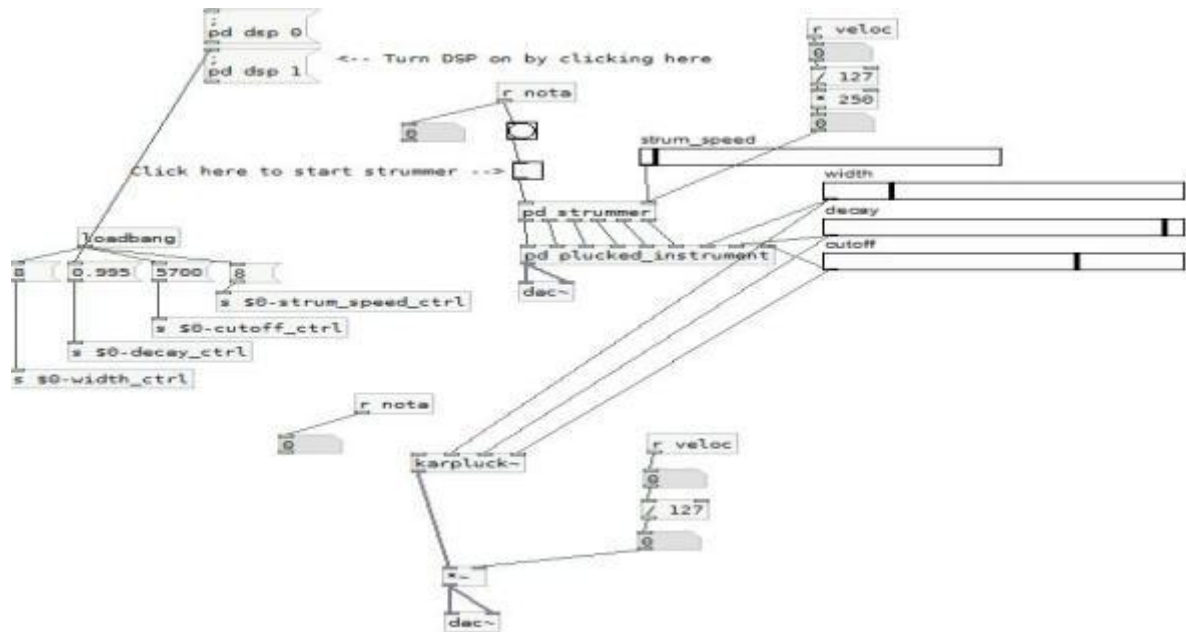 ;
pd dsp 0
;
pd dsp 1
<-- Turn DSP on by clicking here
r veloc
0
/ 127
* 250
0
r nota
0
strum_speed
Click here to start strummer -->
width
pd strummer
decay
loadbang
cutoff
pd plucked_instrument
8
0.995
5700
8
dac~
s $0-strum_speed_ctrl
s $0-cutoff_ctrl
s $0-decay_ctrl
s $0-width_ctrl
r nota
0
r veloc
karpluck~
0
/ 127
0
*~
dac~